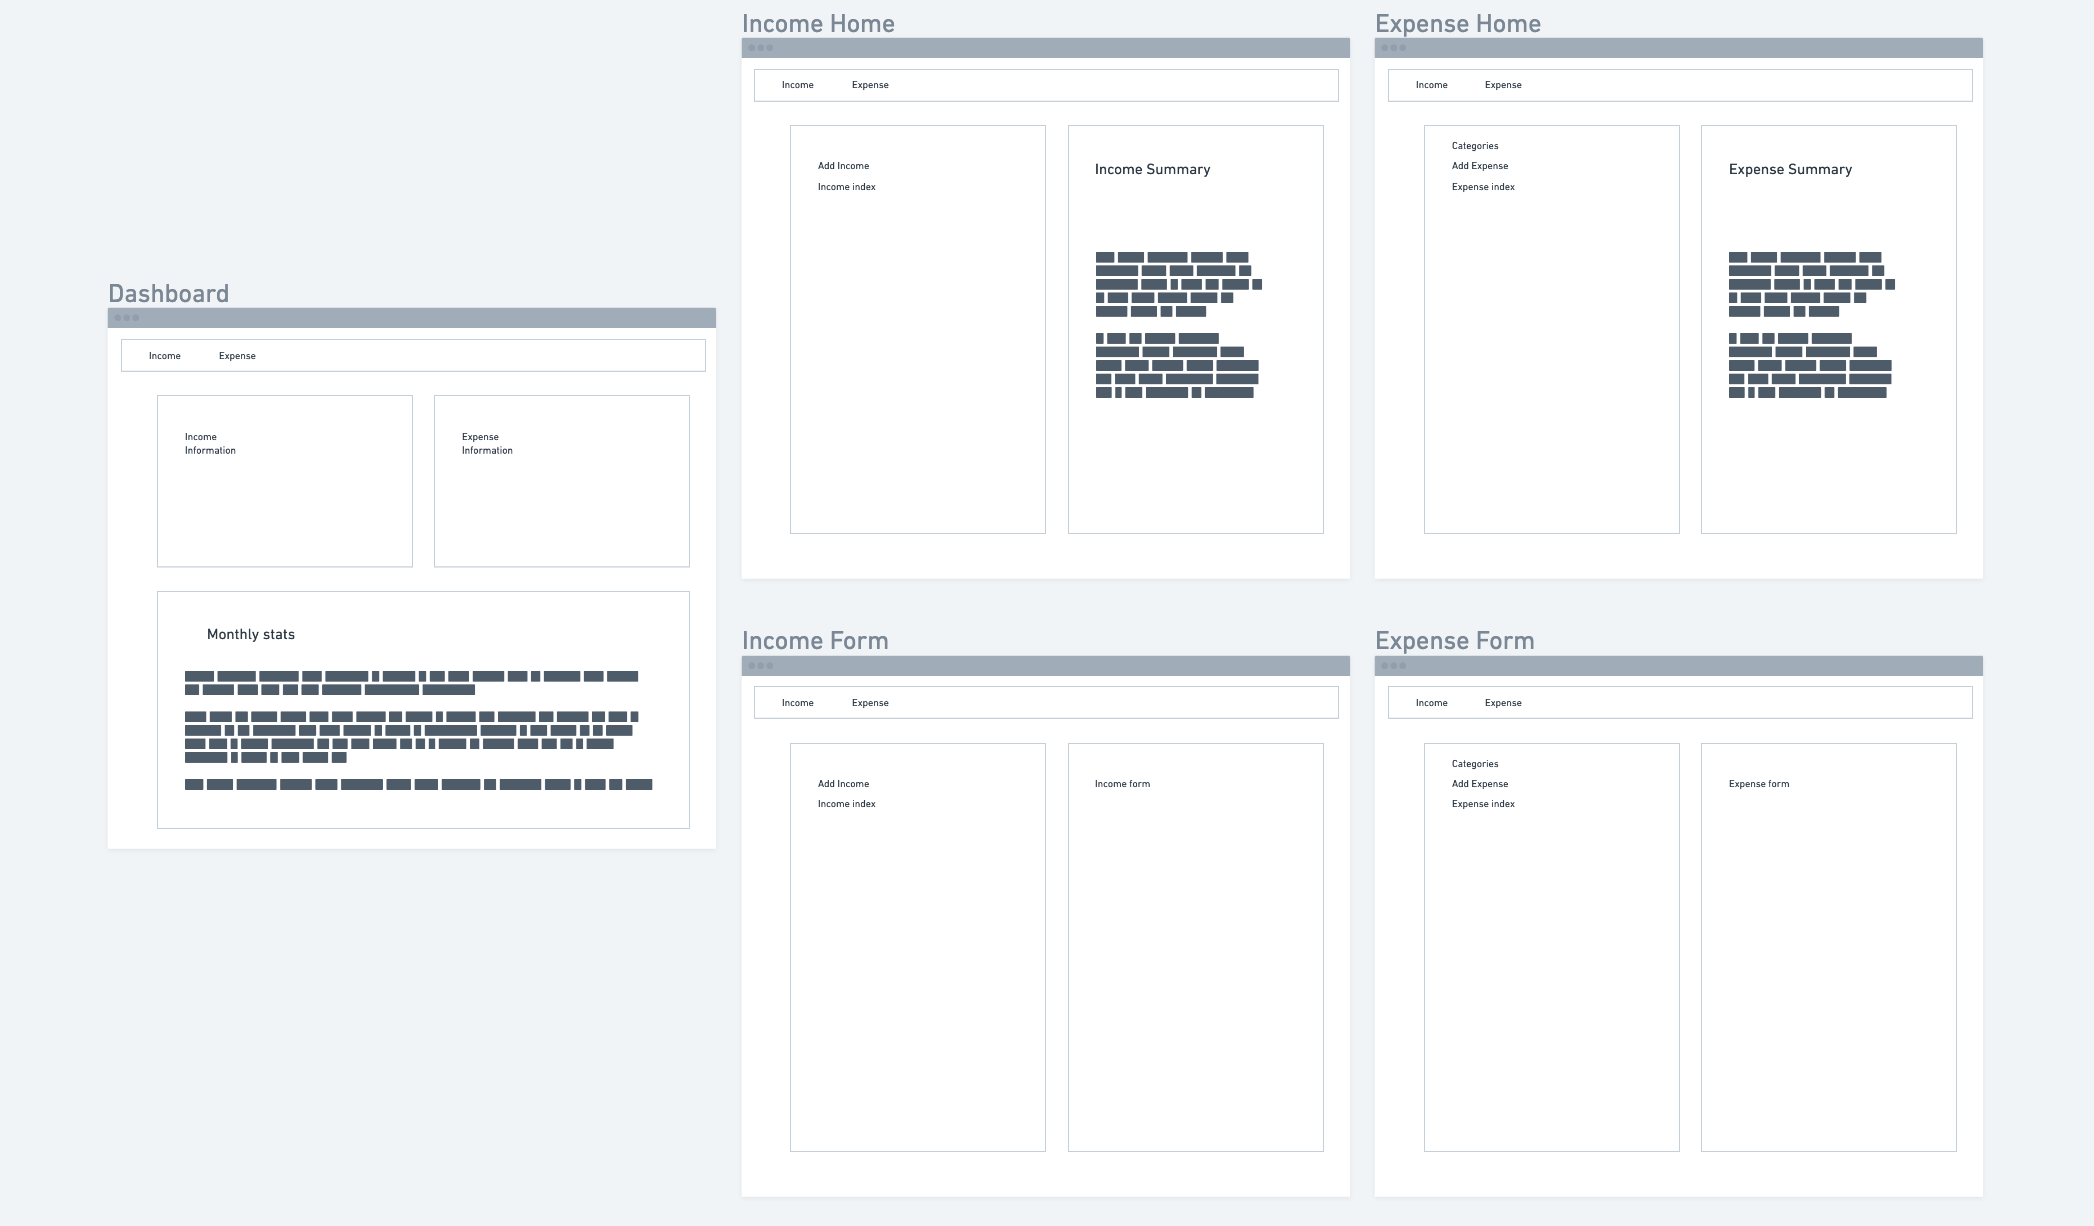 Dashboard
Income Expense
Income
Information
Expense
Information
Monthly stats
Income Home
Income Expense
Add Income
Income index
Income Summary
Expense Home
Income Expense
Categories
Add Expense
Expense index
Expense Summary
Income Form
Income Expense
Add Income
Income index
Income form
Expense Form
Income Expense
Categories
Add Expense
Expense index
Expense form